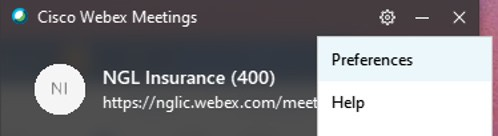 Cisco Webex Meetings
NI
NGL Insurance (400)
https://nglic.webex.com/meet
Preferences
Help